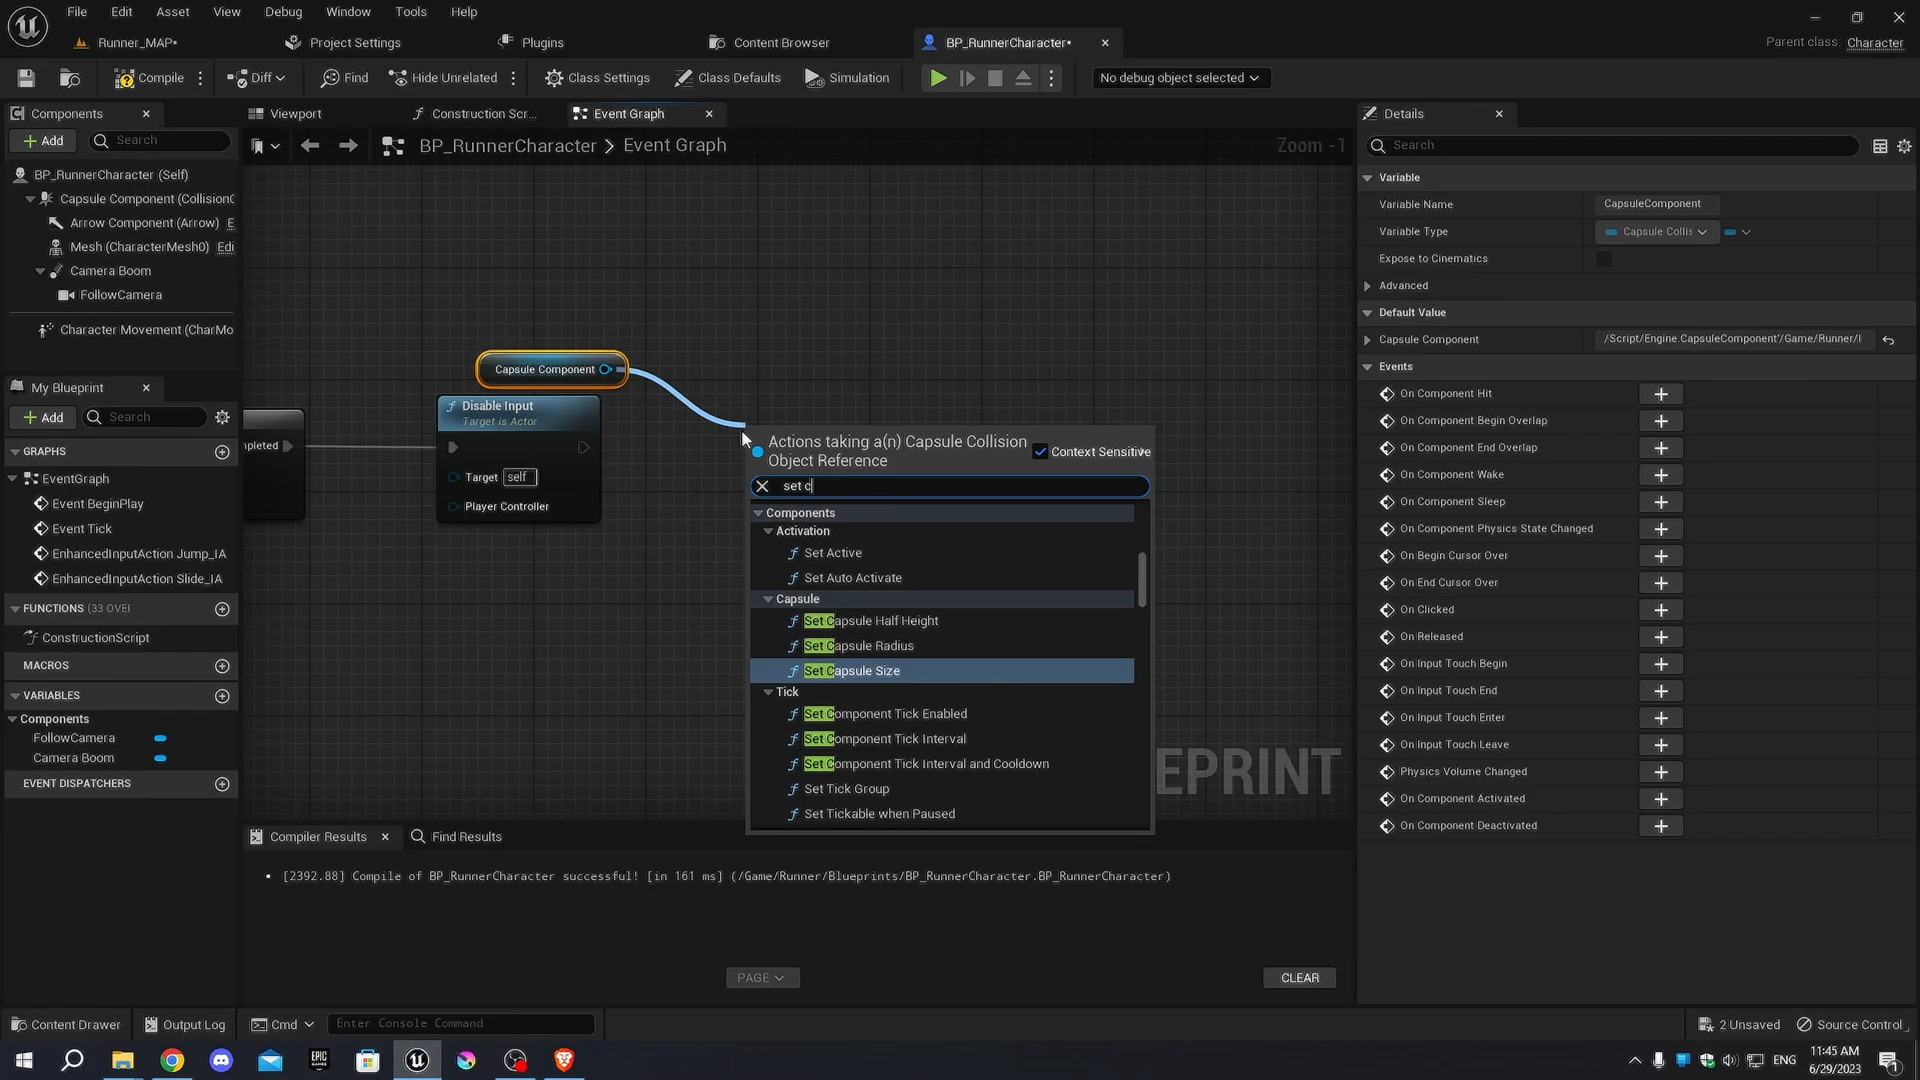 File Edit Asset View Debug Window Tools Help
Runner_MAP* Project Settings Plugins Content Browser BP_RunnerCharacter* Parent class: Character
Compile Diff Find Hide Unrelated Class Settings Class Defaults Simulation No debug object selected
Components Viewport Construction Scr... Event Graph Details
Add Search BP_RunnerCharacter > Event Graph Zoom -1 Search
BP_RunnerCharacter (Self)
Capsule Component (CollisionC
Arrow Component (Arrow) E
Mesh (CharacterMesh0) Edi
Camera Boom
FollowCamera
Character Movement (CharMo
My Blueprint
Add Search
GRAPHS
EventGraph
Event BeginPlay
Event Tick
EnhancedInputAction Jump_IA
EnhancedInputAction Slide_IA
FUNCTIONS (33 OVER
ConstructionScript
MACROS
VARIABLES
Components
FollowCamera
Camera Boom
EVENT DISPATCHERS
Capsule Component
Disable Input
Target is Actor
mpleted
Target self
Player Controller
Actions taking a(n) Capsule Collision
Object Reference
Context Sensitive
set c
Components
Activation
Set Active
Set Auto Activate
Capsule
Set Capsule Half Height
Set Capsule Radius
Set Capsule Size
Tick
Set Component Tick Enabled
Set Component Tick Interval
Set Component Tick Interval and Cooldown
Set Tick Group
Set Tickable when Paused
EPRINT
Variable
Variable Name CapsuleComponent
Variable Type Capsule Collis
Expose to Cinematics
Advanced
Default Value
Capsule Component /Script/Engine.CapsuleComponent'/Game/Runner/
Events
On Component Hit
On Component Begin Overlap
On Component End Overlap
On Component Wake
On Component Sleep
On Component Physics State Changed
On Begin Cursor Over
On End Cursor Over
On Clicked
On Released
On Input Touch Begin
On Input Touch End
On Input Touch Enter
On Input Touch Leave
Physics Volume Changed
On Component Activated
On Component Deactivated
Compiler Results Find Results
[2392.88] Compile of BP_RunnerCharacter successful! [in 161 ms] (/Game/Runner/Blueprints/BP_RunnerCharacter.BP_RunnerCharacter)
PAGE CLEAR
Content Drawer Output Log Cmd Enter Console Command 2 Unsaved Source Control
EPIC
GAMES
ENG
11:45 AM
6/29/2023
1